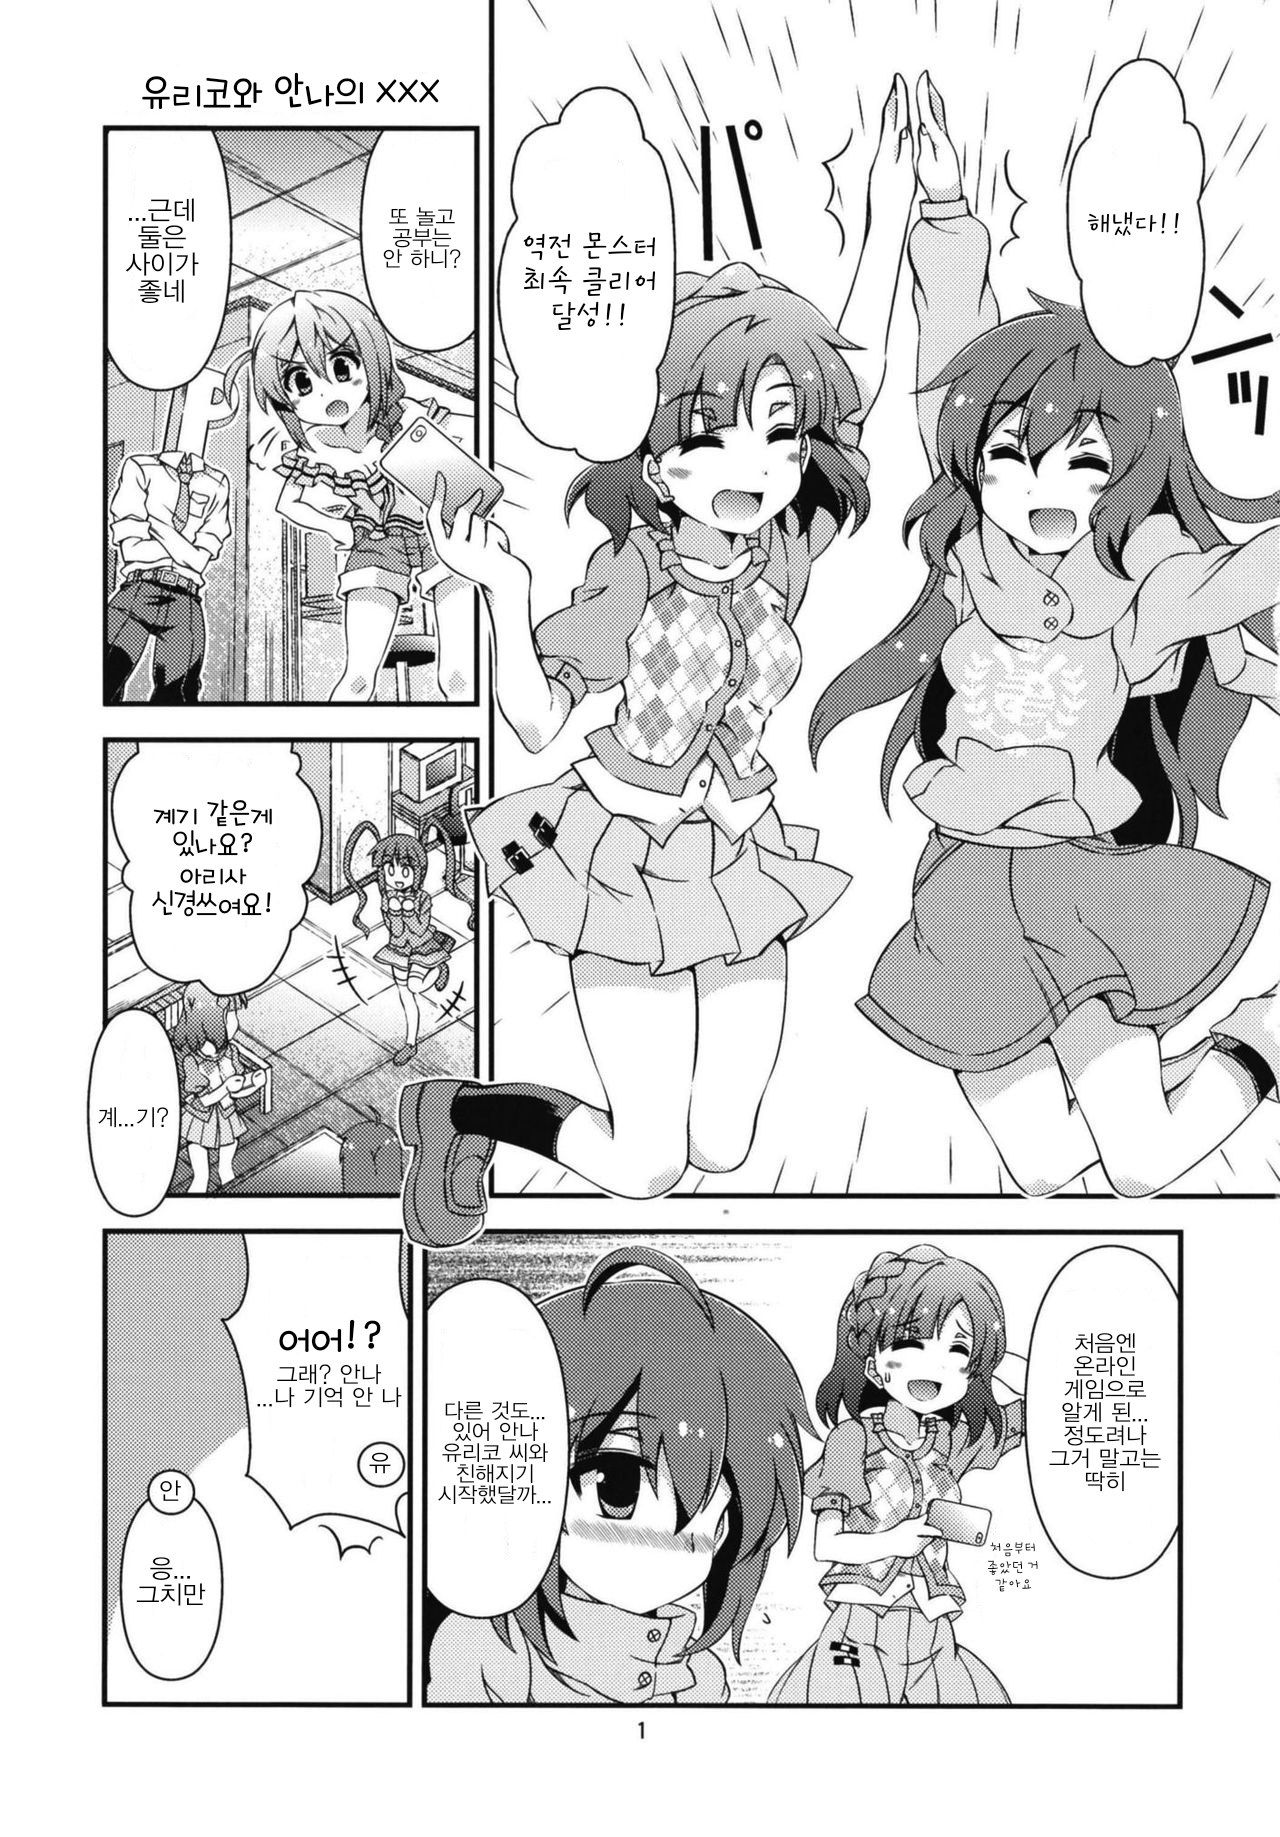 유리코와 안나의 XXX
해냈다!!
역전 몬스터
최속 클리어
달성!!
パ
ン
ッ
또 놀고
공부는
안 하니?
...근데
둘은
사이가
좋네
계기 같은게
있나요?
아리사
신경쓰여요!
계...기?
처음엔
온라인
게임으로
알게 된...
정도려나
그거 말고는
딱히
처음부터
좋았던 거
같아요
다른 것도...
있어 안나
유리코 씨와
친해지기
시작했달까...
어어!?
그래? 안나
...나 기억 안 나
유
안
응...
그치만
1